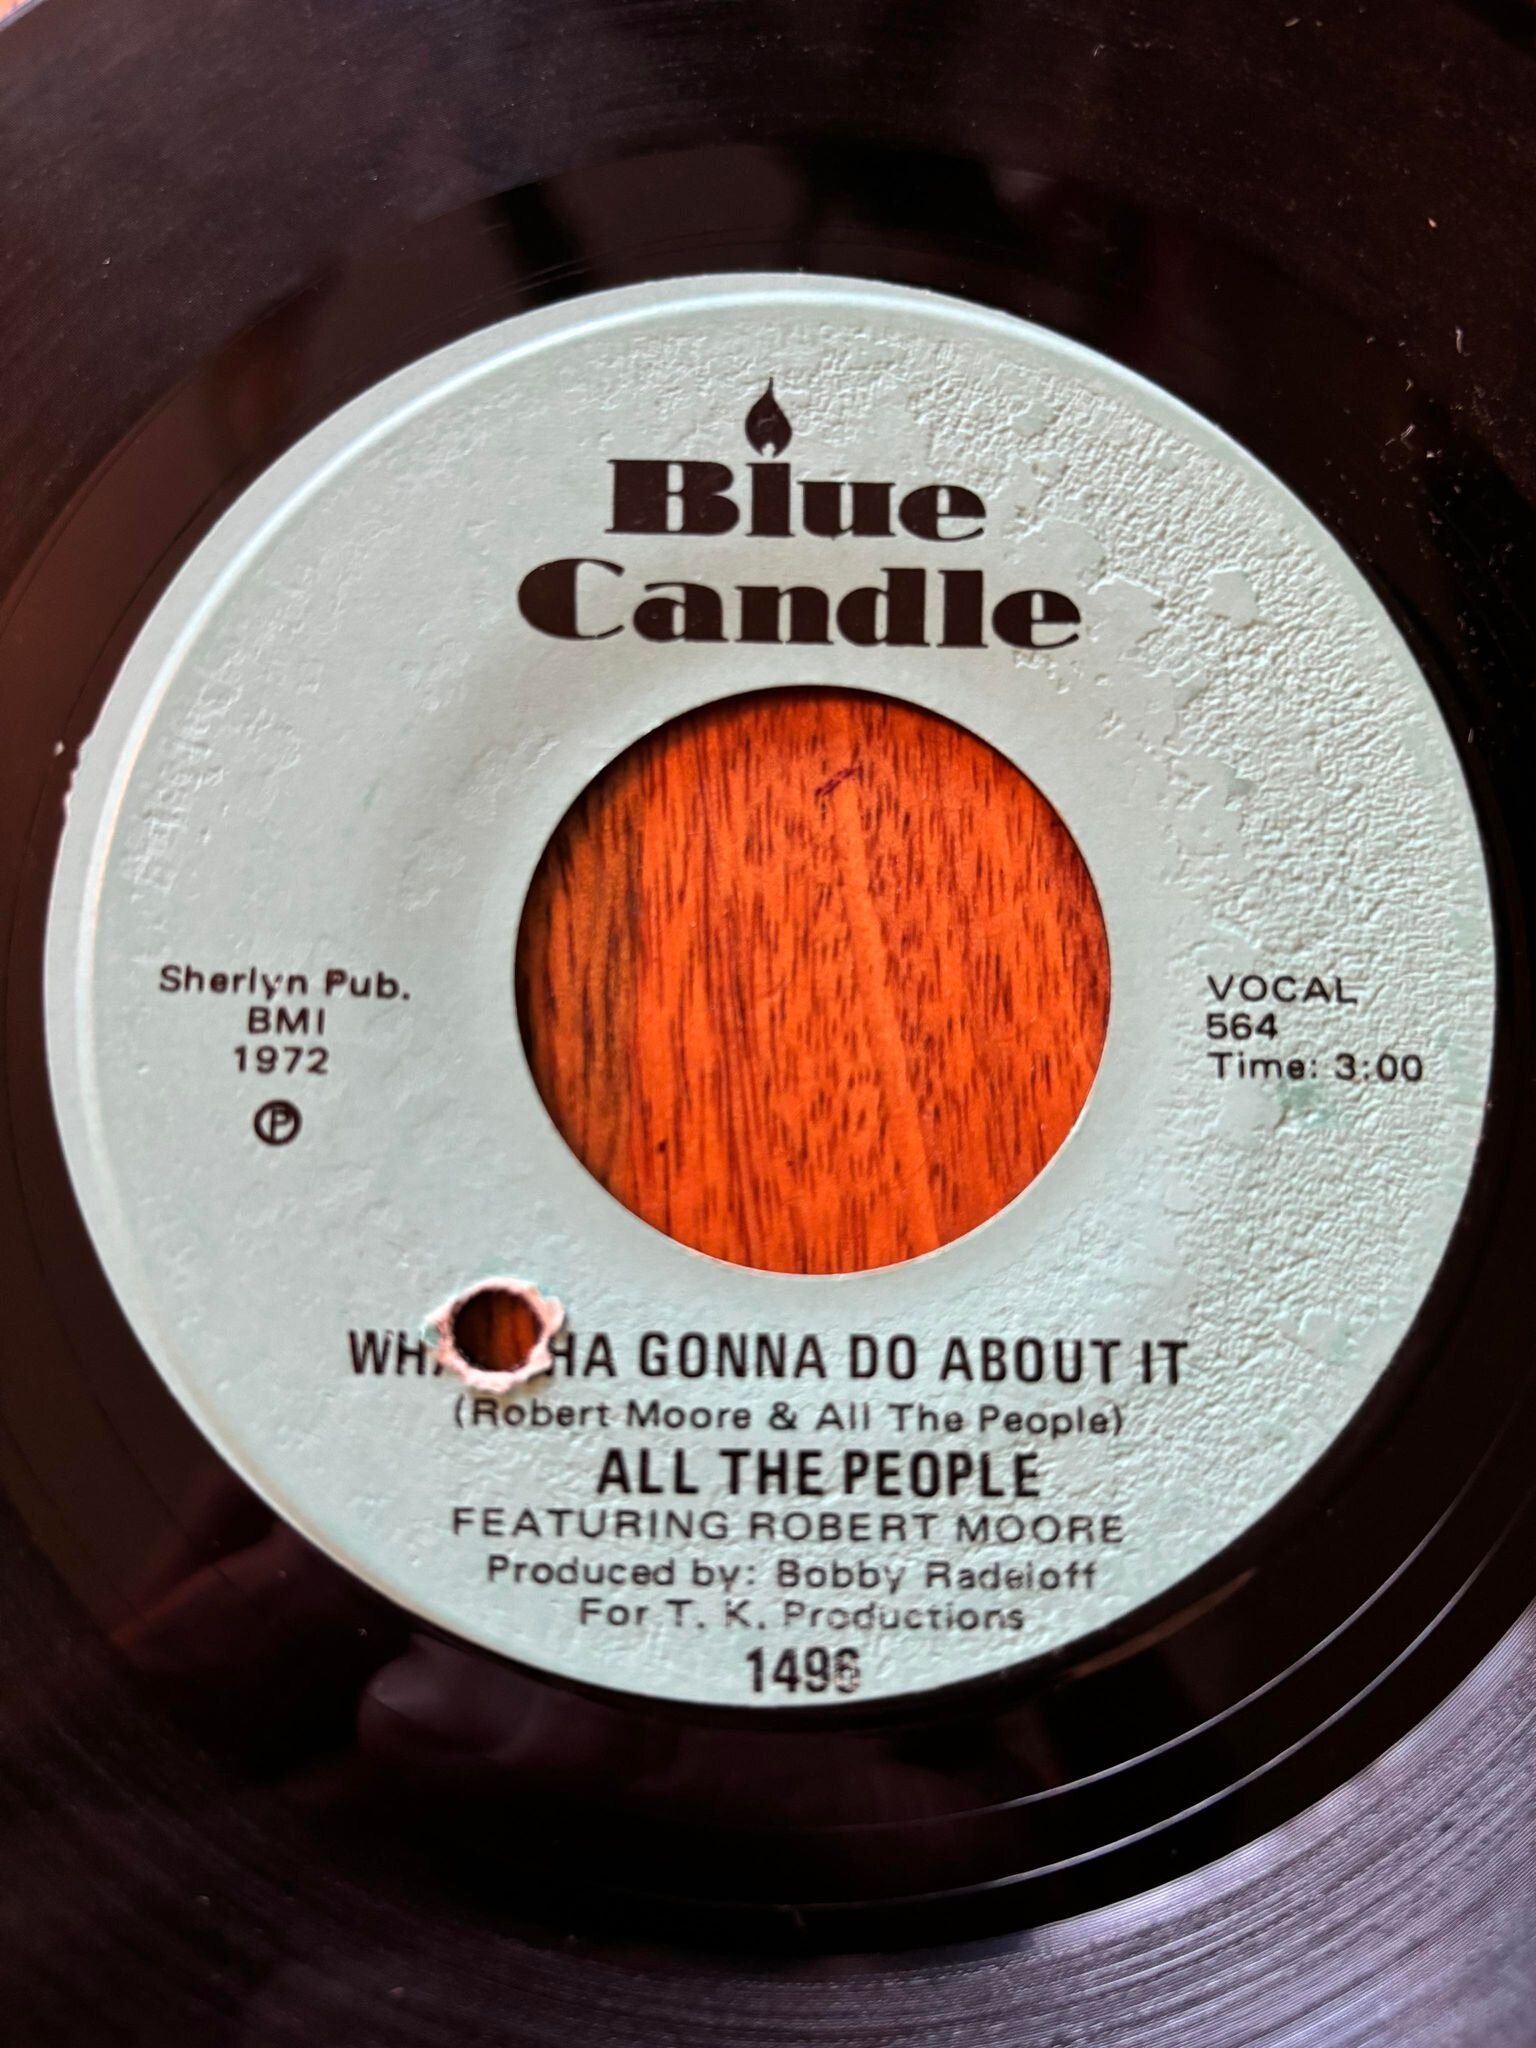 Blue
Candle
Sherlyn Pub.
BMI
1972
Ⓟ
VOCAL
564
Time: 3:00
GONNA DO ABOUT IT
(Robert Moore & All The People)
ALL THE PEOPLE
FEATURING ROBERT MOORE
Produced by: Bobby Radeloff
For T. K. Productions
1496